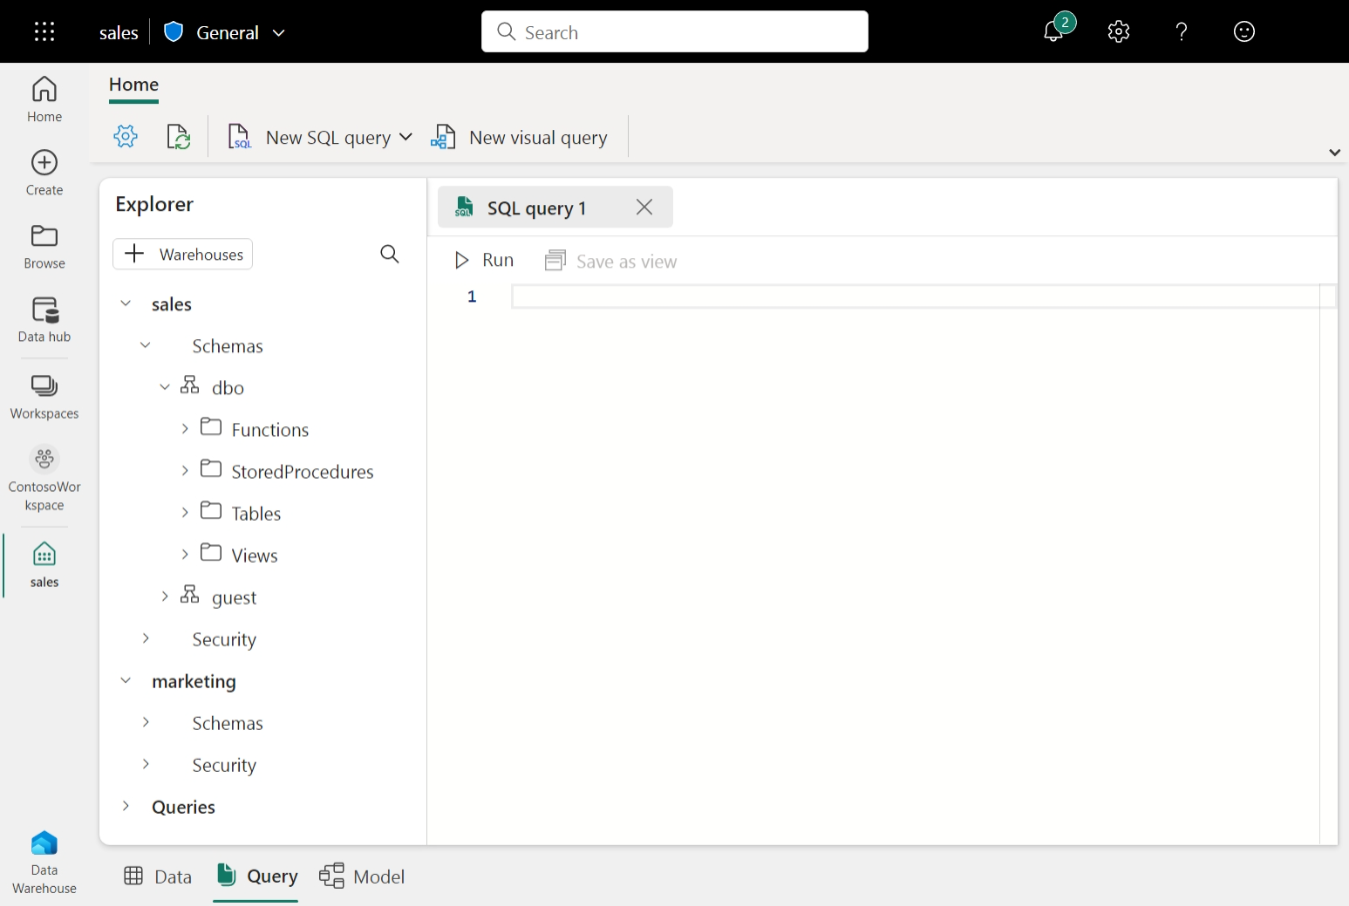 sales
General
Search
2
Home
New SQL query
New visual query
Home
Create
Browse
Data hub
Workspaces
ContosoWor
kspace
sales
Data
Warehouse
Explorer
Warehouses
sales
Schemas
dbo
Functions
StoredProcedures
Tables
Views
guest
Security
marketing
Schemas
Security
Queries
SQL query 1
Run
Save as view
1
Data
Query
Model